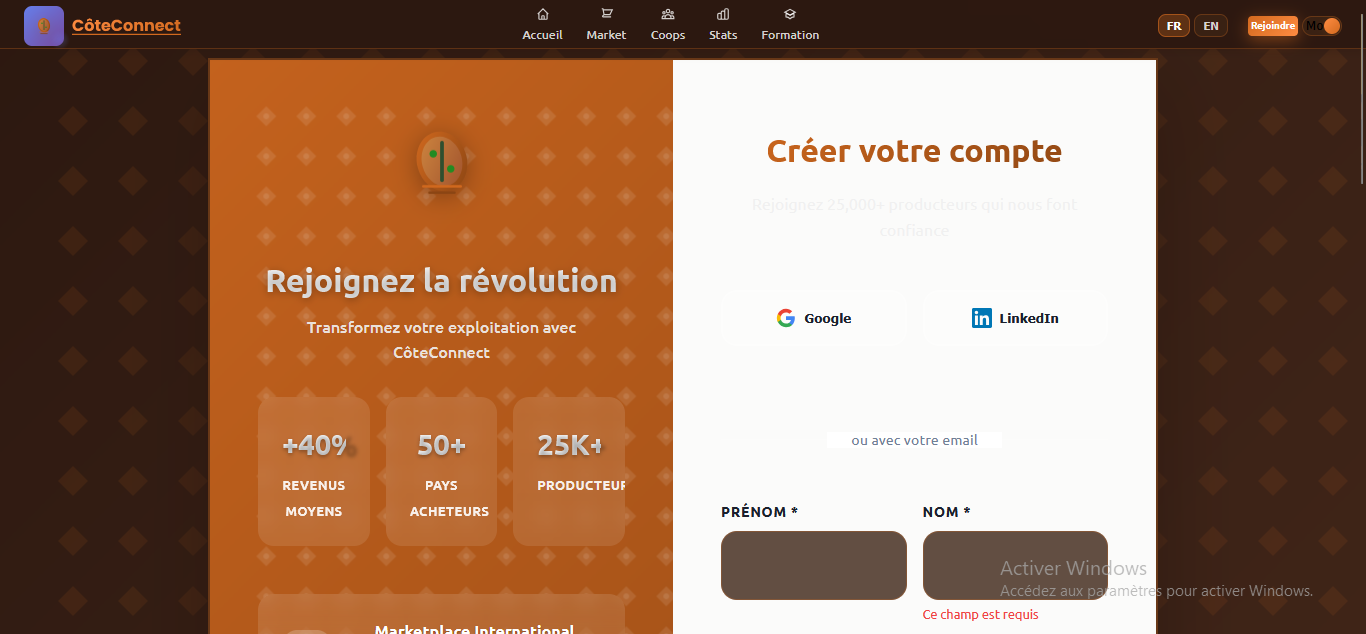 CôteConnect
Accueil
Market
Coops
Stats
Formation
FR
EN
Rejoindre
Mo
Rejoignez la révolution
Transformez votre exploitation avec
CôteConnect
+40%
REVENUS
MOYENS
50+
PAYS
ACHETEURS
25K+
PRODUCTEUR
Marketplace International
Créer votre compte
Rejoignez 25,000+ producteurs qui nous font
confiance
Google
LinkedIn
ou avec votre email
PRÉNOM *
NOM *
Ce champ est requis
Activer Windows
Accédez aux paramètres pour activer Windows.